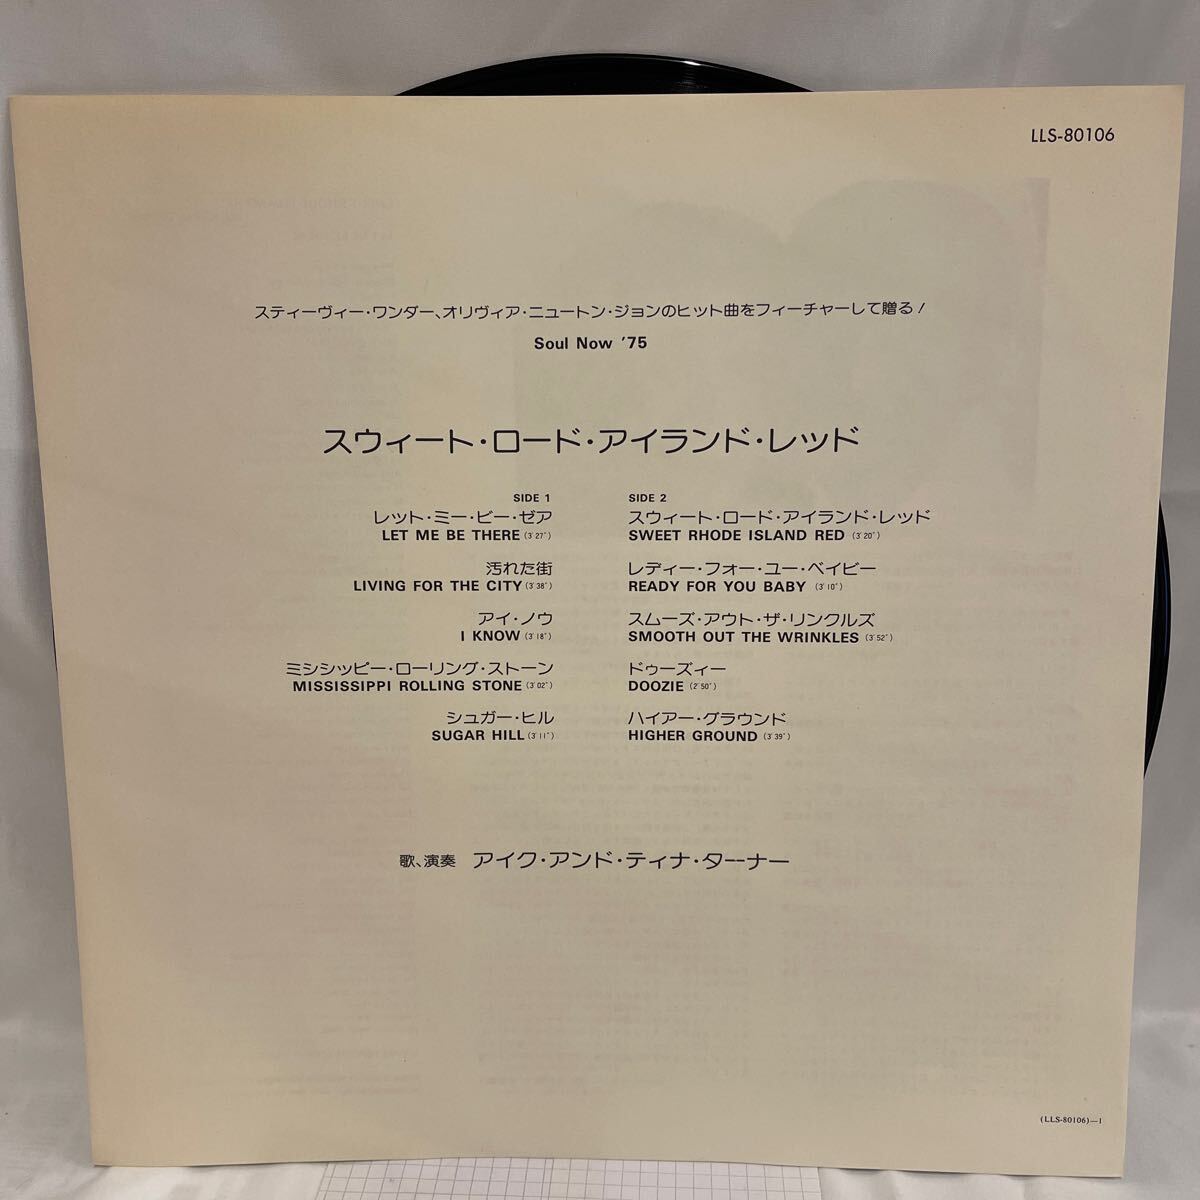 LLS-80106
スティーヴィー・ワンダー、オリヴィア・ニュートン・ジョンのヒット曲をフィーチャーして贈る!
Soul Now '75
スウィート・ロード・アイランド・レッド
SIDE 1
レット・ミー・ビー・ゼア
LET ME BE THERE (3'27")
汚れた街
LIVING FOR THE CITY (3'38")
アイ・ノウ
I KNOW (3'18")
ミシシッピー・ローリング・ストーン
MISSISSIPPI ROLLING STONE (3'02")
シュガー・ヒル
SUGAR HILL (3'11")
SIDE 2
スウィート・ロード・アイランド・レッド
SWEET RHODE ISLAND RED (3'20")
レディー・フォー・ユー・ベイビー
READY FOR YOU BABY (3'10")
スムーズ・アウト・ザ・リンクルズ
SMOOTH OUT THE WRINKLES (3'52")
ドゥーズィー
DOOZIE (2'50")
ハイアー・グラウンド
HIGHER GROUND (3'39")
歌、演奏 アイク・アンド・ティナ・ターナー
(LLS-80106)—1